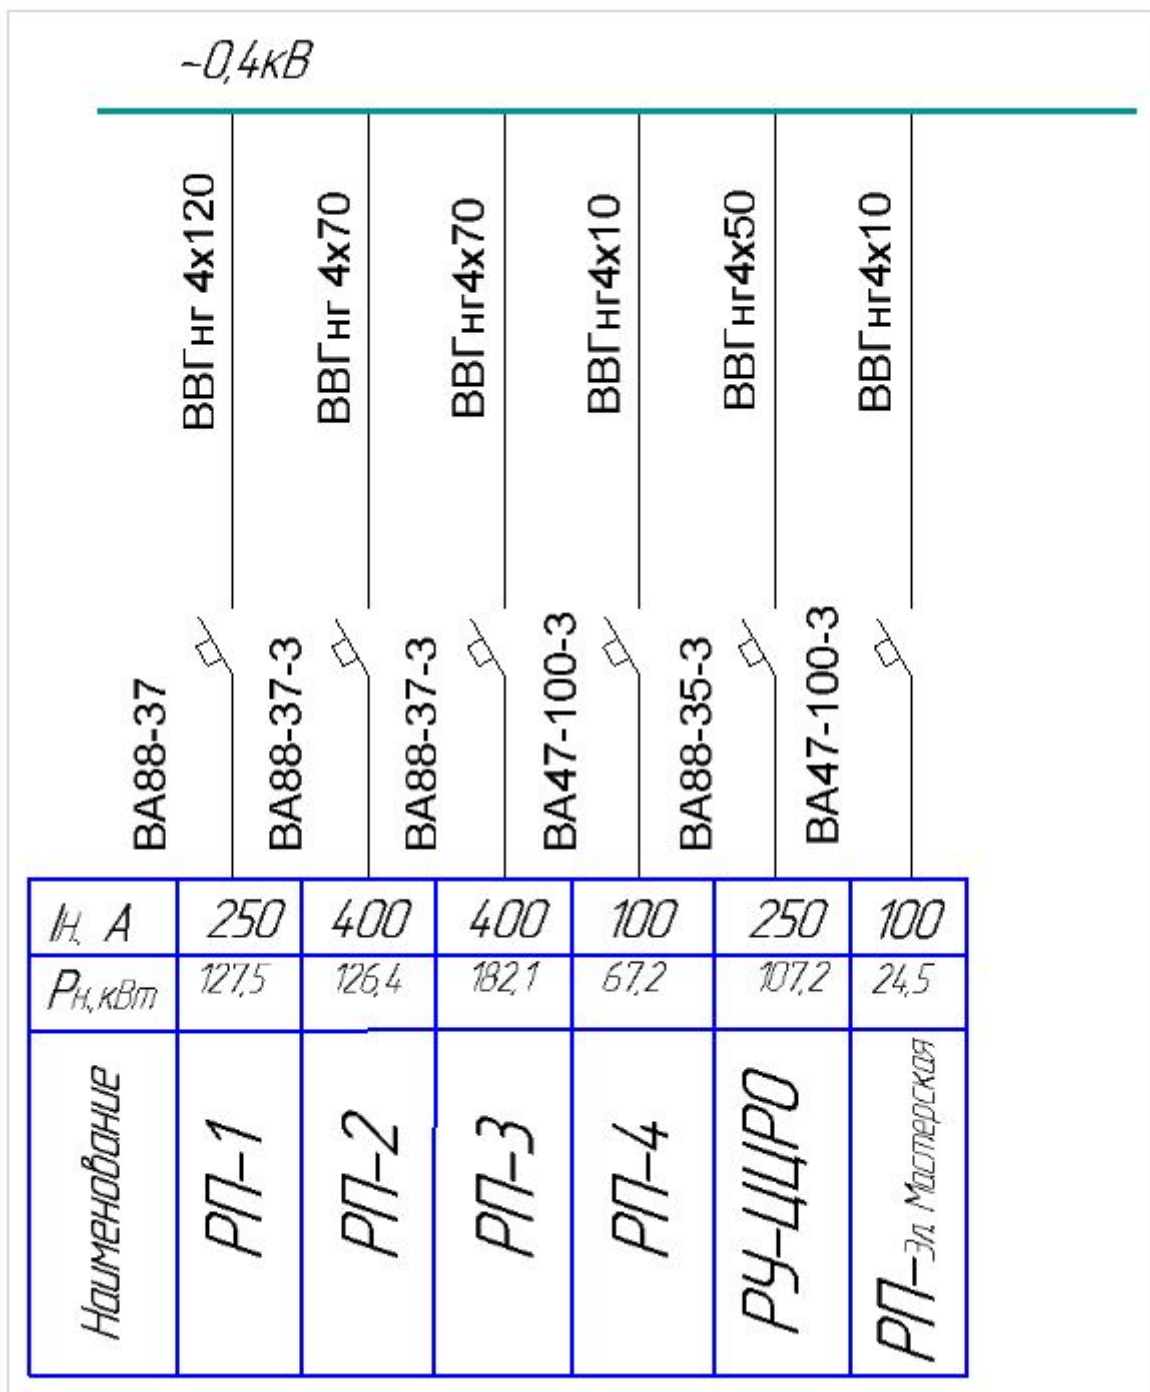 ~0,4кВ
ВВГнг 4х120
ВВГнг 4х70
ВВГнг4х70
ВВГнг4х10
ВВГнг4х50
ВВГнг4х10
ВА88-37
ВА88-37-3
ВА88-37-3
ВА47-100-3
ВА88-35-3
ВА47-100-3
Iн, А 250 400 400 100 250 100
Рн,кВт 127,5 126,4 182,1 67,2 107,2 24,5
Наименование
РП-1
РП-2
РП-3
РП-4
РУ-ЦЦРО
РП-Эл. Мастерская